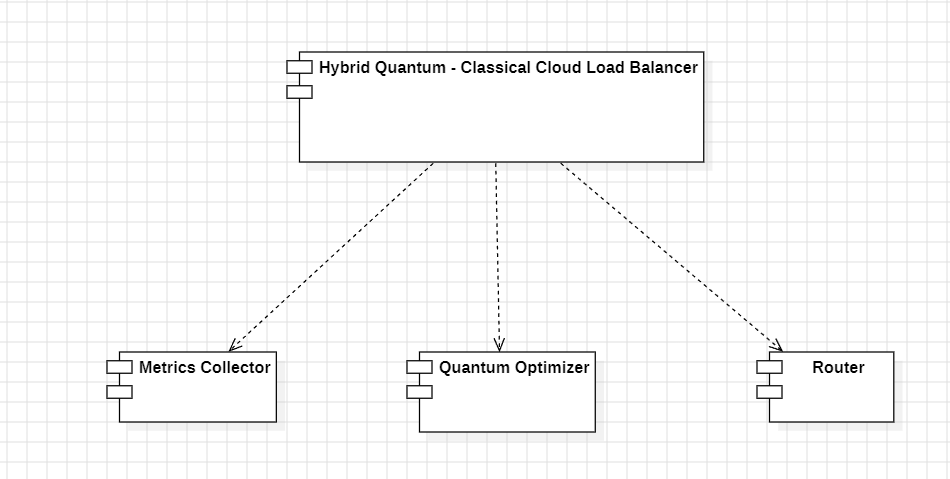 Hybrid Quantum - Classical Cloud Load Balancer
Metrics Collector
Quantum Optimizer
Router